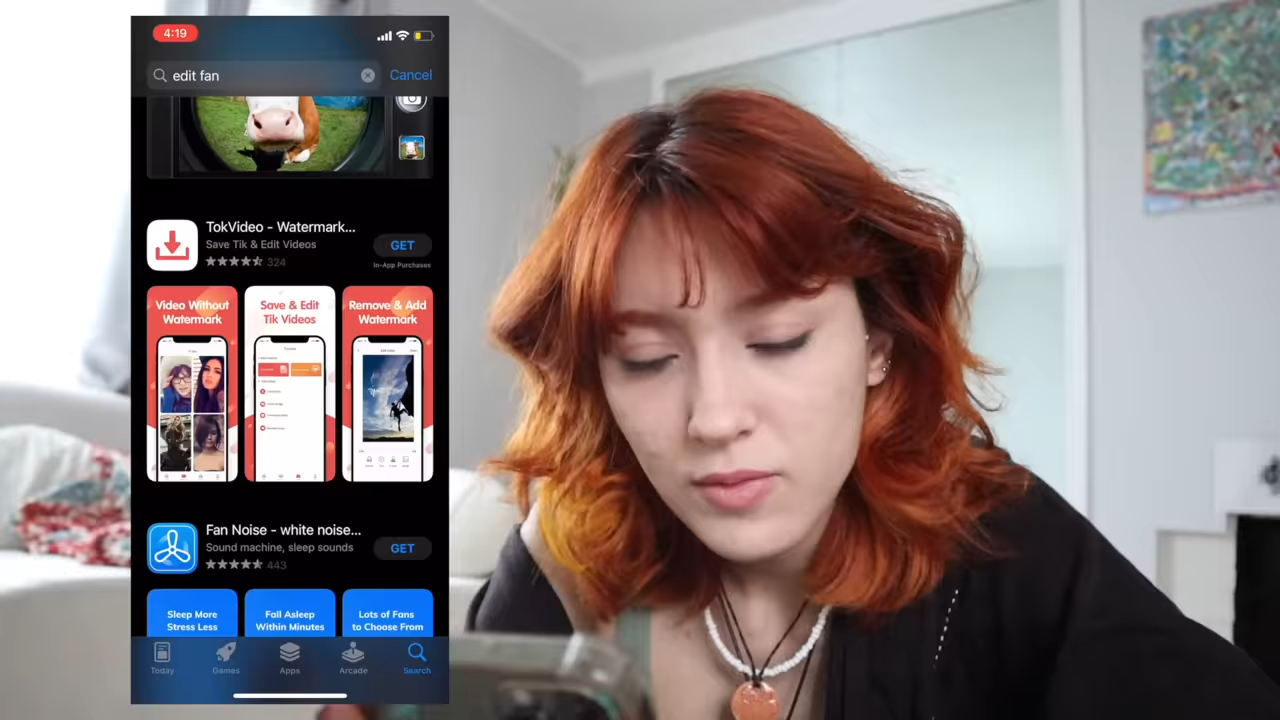 4:19
edit fan
Cancel
TokVideo - Watermark...
Save Tik & Edit Videos
324
GET
In-App Purchases
Video Without
Watermark
Save & Edit
Tik Videos
Remove & Add
Watermark
Fan Noise - white noise...
Sound machine, sleep sounds
443
GET
Sleep More
Stress Less
Fall Asleep
Within Minutes
Lots of Fans
to Choose From
Today
Games
Apps
Arcade
Search